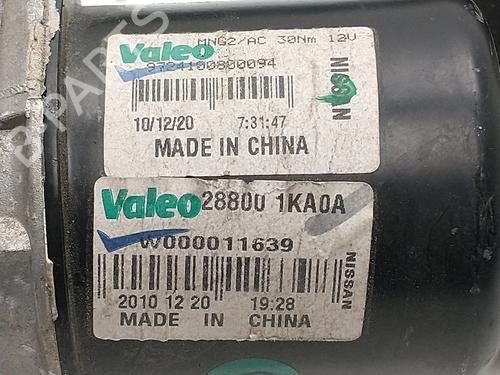 Valeo MNG2/AC 30Nm 12V
9724100800094
NISSAN
10/12/20 7:31:47
MADE IN CHINA
Valeo 28800 1KA0A
W000011639
NISSAN
2010 12 20 19:28
MADE IN CHINA
B-PARTS